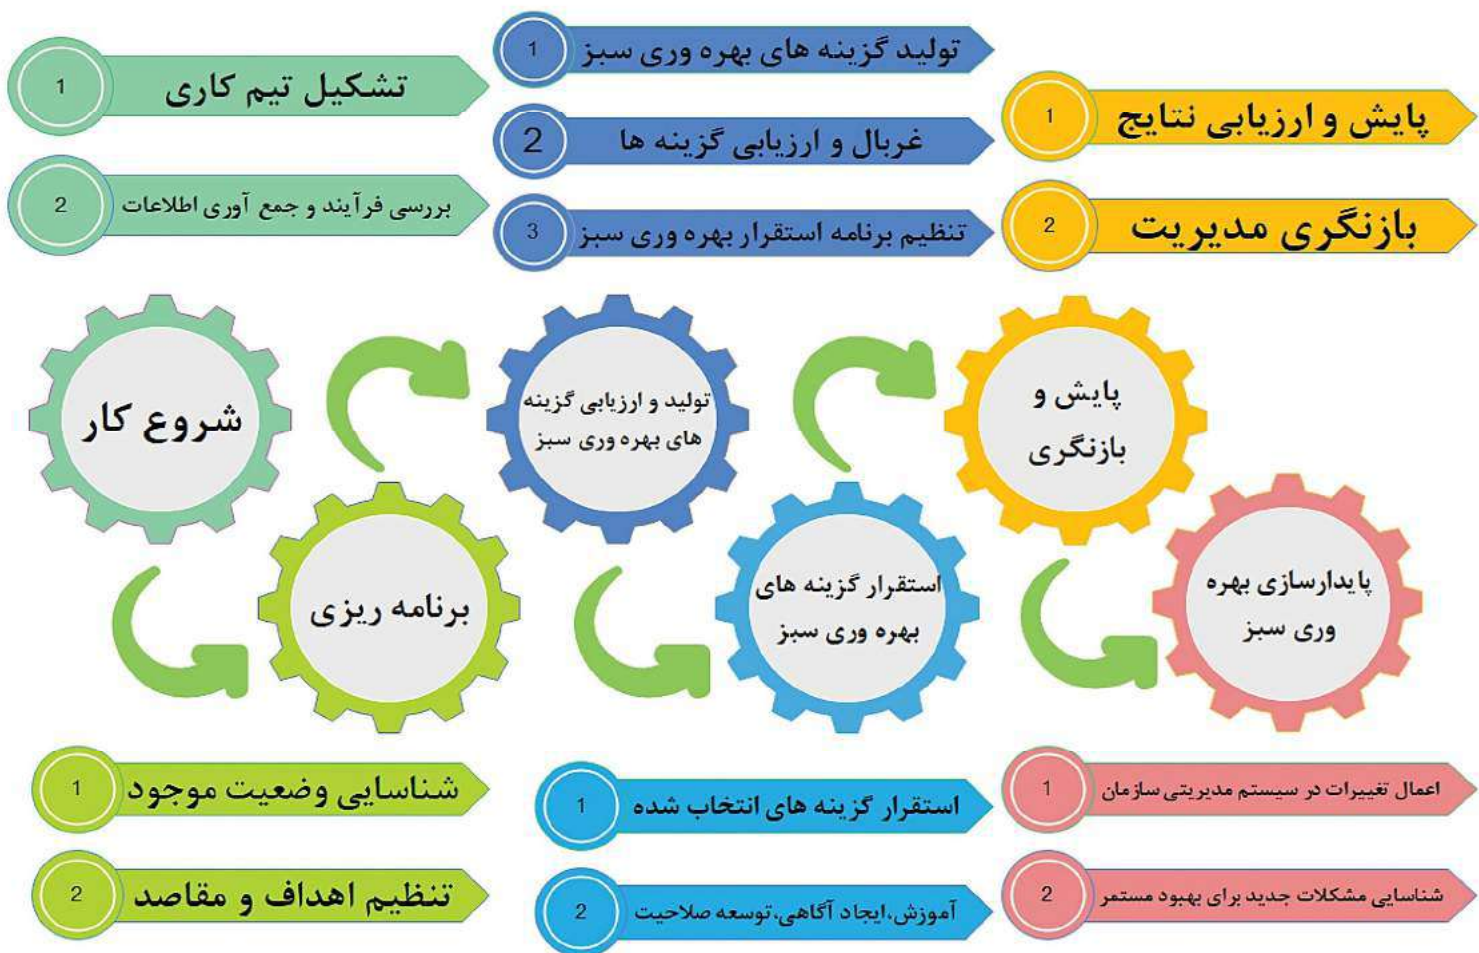 1
تشکیل تیم کاری
2
بررسی فرآیند و جمع آوری اطلاعات
1
تولید گزینه های بهره وری سبز
2
غربال و ارزیابی گزینه ها
3
تنظیم برنامه استقرار بهره وری سبز
1
پایش و ارزیابی نتایج
2
بازنگری مدیریت
شروع کار
برنامه ریزی
تولید و ارزیابی گزینه
های بهره وری سبز
استقرار گزینه های
بهره وری سبز
پایش و
بازنگری
پایدارسازی بهره
وری سبز
1
شناسایی وضعیت موجود
2
تنظیم اهداف و مقاصد
1
استقرار گزینه های انتخاب شده
2
آموزش،ایجاد آگاهی،توسعه صلاحیت
1
اعمال تغییرات در سیستم مدیریتی سازمان
2
شناسایی مشکلات جدید برای بهبود مستمر